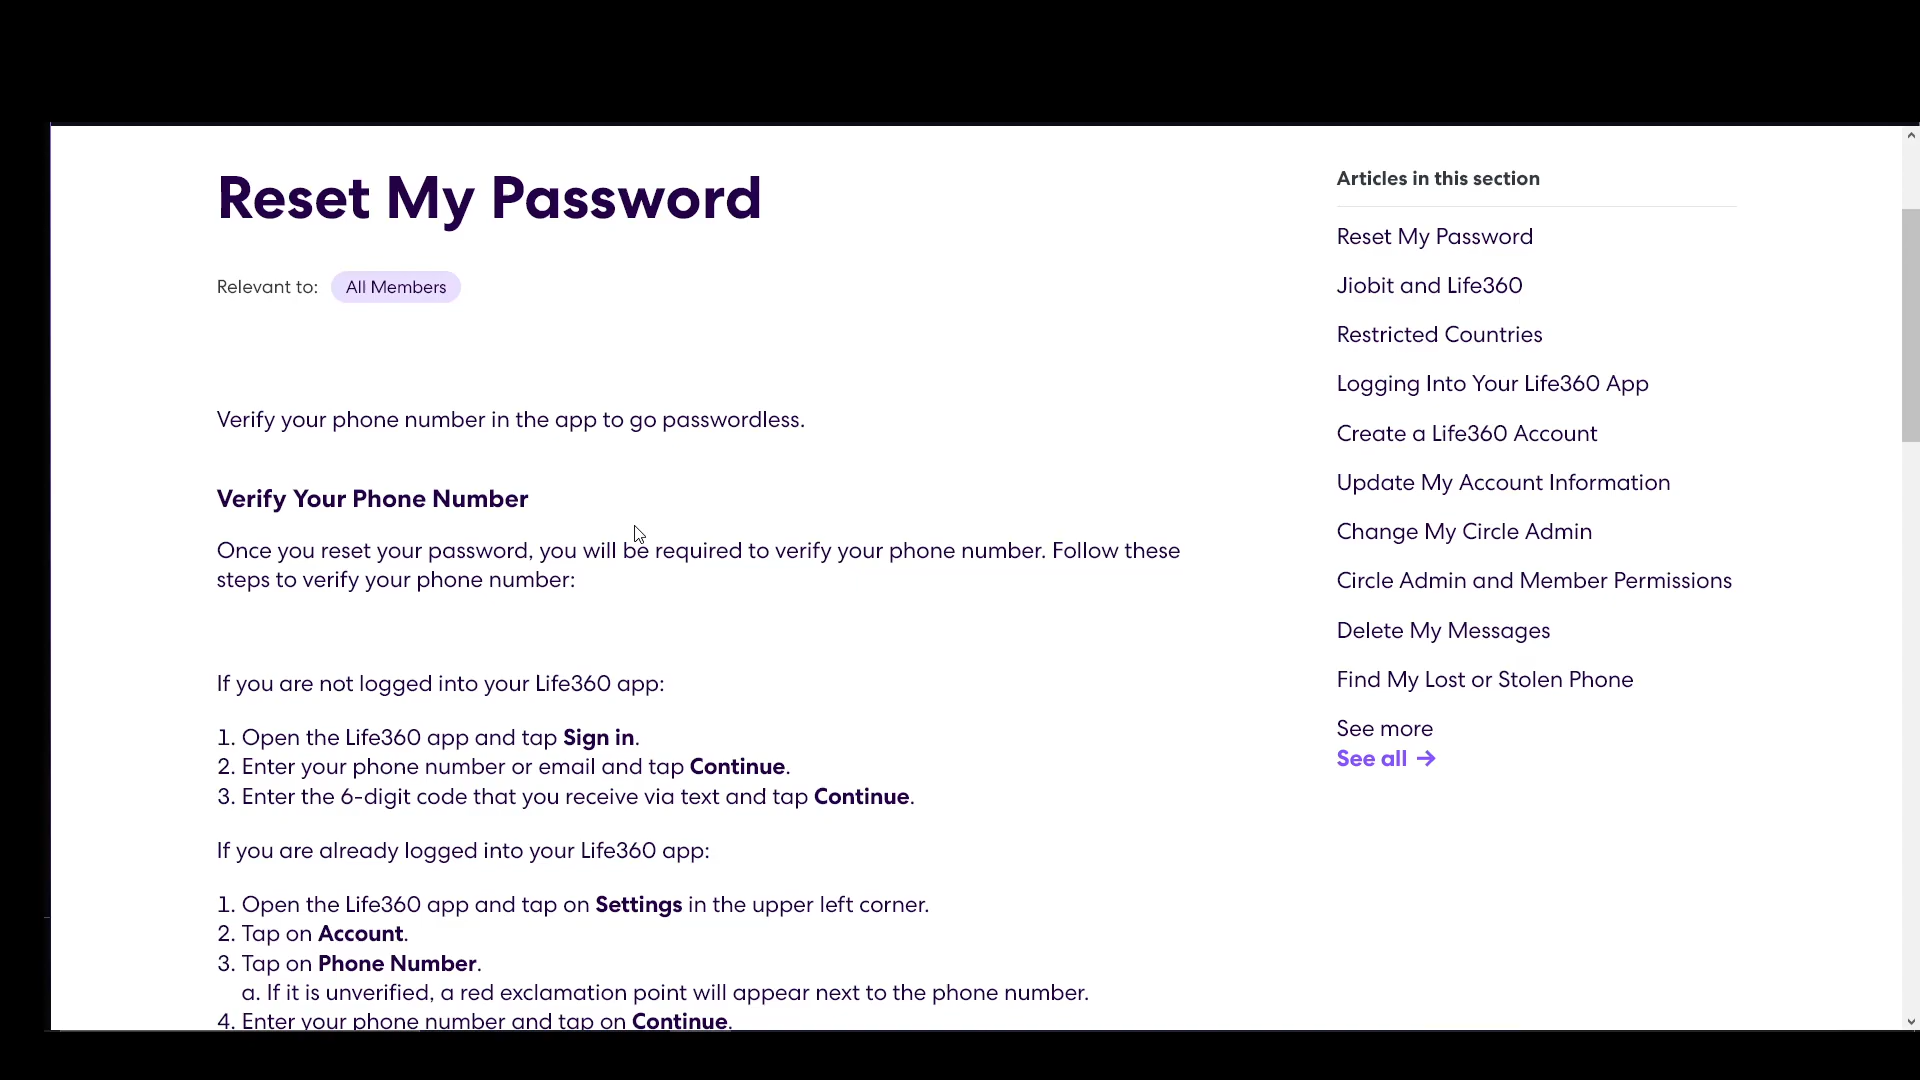 Reset My Password
Relevant to: All Members
Verify your phone number in the app to go passwordless.
Verify Your Phone Number
Once you reset your password, you will be required to verify your phone number. Follow these
steps to verify your phone number:
If you are not logged into your Life360 app:
1. Open the Life360 app and tap Sign in.
2. Enter your phone number or email and tap Continue.
3. Enter the 6-digit code that you receive via text and tap Continue.
If you are already logged into your Life360 app:
1. Open the Life360 app and tap on Settings in the upper left corner.
2. Tap on Account.
3. Tap on Phone Number.
a. If it is unverified, a red exclamation point will appear next to the phone number.
4. Enter your phone number and tap on Continue.
Articles in this section
Reset My Password
Jiobit and Life360
Restricted Countries
Logging Into Your Life360 App
Create a Life360 Account
Update My Account Information
Change My Circle Admin
Circle Admin and Member Permissions
Delete My Messages
Find My Lost or Stolen Phone
See more
See all →